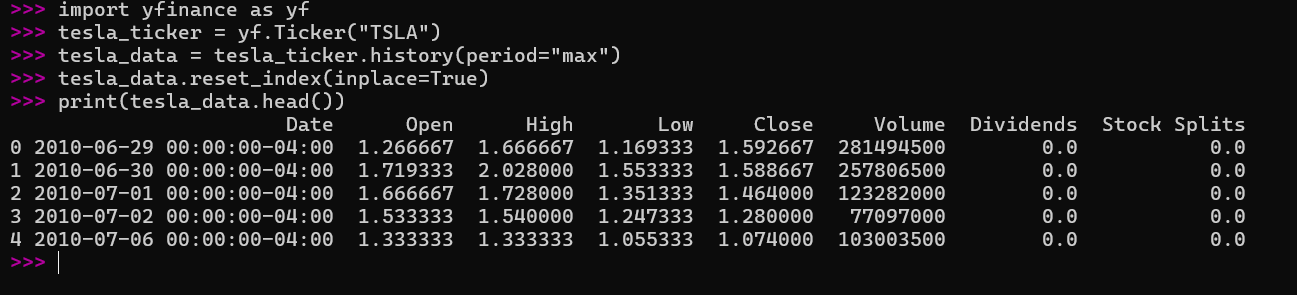 >>> import yfinance as yf
>>> tesla_ticker = yf.Ticker("TSLA")
>>> tesla_data = tesla_ticker.history(period="max")
>>> tesla_data.reset_index(inplace=True)
>>> print(tesla_data.head())
                       Date      Open      High       Low     Close     Volume  Dividends  Stock Splits
0 2010-06-29 00:00:00-04:00  1.266667  1.666667  1.169333  1.592667  281494500        0.0           0.0
1 2010-06-30 00:00:00-04:00  1.719333  2.028000  1.553333  1.588667  257806500        0.0           0.0
2 2010-07-01 00:00:00-04:00  1.666667  1.728000  1.351333  1.464000  123282000        0.0           0.0
3 2010-07-02 00:00:00-04:00  1.533333  1.540000  1.247333  1.280000   77097000        0.0           0.0
4 2010-07-06 00:00:00-04:00  1.333333  1.333333  1.055333  1.074000  103003500        0.0           0.0
>>>